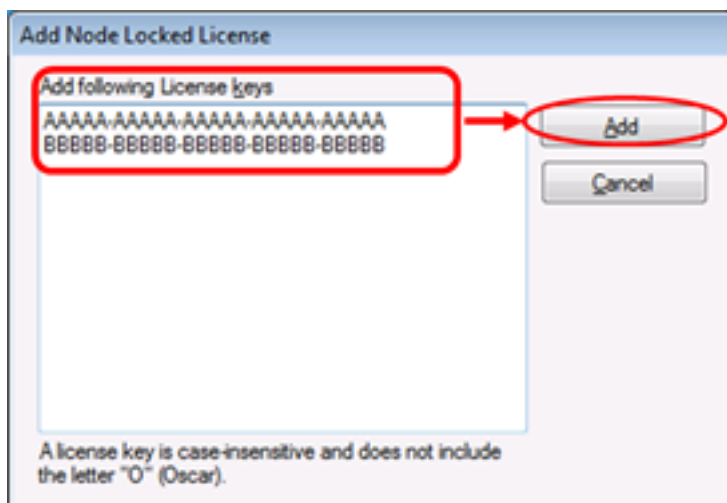 Add Node Locked License
Add following License keys
AAAAA-AAAAA-AAAAA-AAAAA-AAAAA
BBBBB-BBBBB-BBBBB-BBBBB-BBBBB
Add
Cancel
A license key is case-insensitive and does not include
the letter "O" (Oscar).